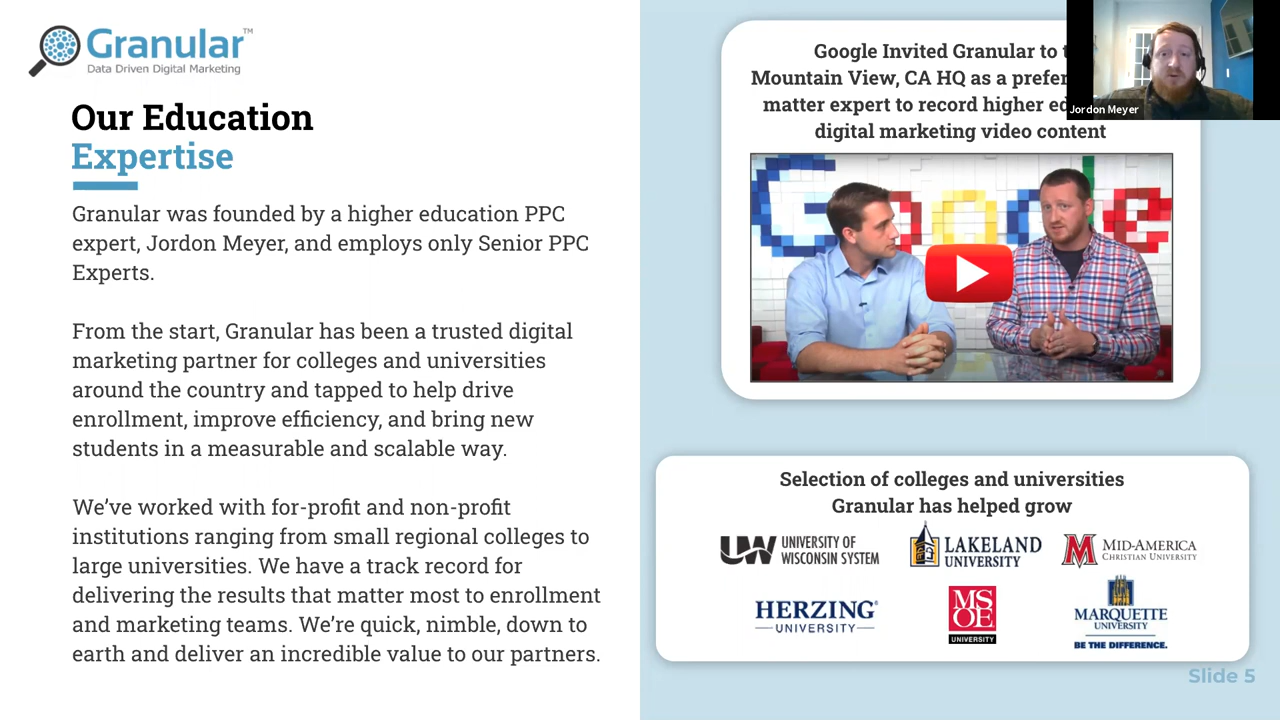 Granular™
Data Driven Digital Marketing
Our Education
Expertise
Granular was founded by a higher education PPC
expert, Jordon Meyer, and employs only Senior PPC
Experts.
From the start, Granular has been a trusted digital
marketing partner for colleges and universities
around the country and tapped to help drive
enrollment, improve efficiency, and bring new
students in a measurable and scalable way.
We've worked with for-profit and non-profit
institutions ranging from small regional colleges to
large universities. We have a track record for
delivering the results that matter most to enrollment
and marketing teams. We're quick, nimble, down to
earth and deliver an incredible value to our partners.
Google Invited Granular to
Mountain View, CA HQ as a
matter expert to record higher
digital marketing video content
Jordon Meyer
Google
Selection of colleges and universities
Granular has helped grow
UW UNIVERSITY OF
WISCONSIN SYSTEM
LAKELAND
UNIVERSITY
M MID-AMERICA
CHRISTIAN UNIVERSITY
HERZING®
UNIVERSITY
MS
OE
UNIVERSITY
MARQUETTE
UNIVERSITY
BE THE DIFFERENCE.
Slide 5